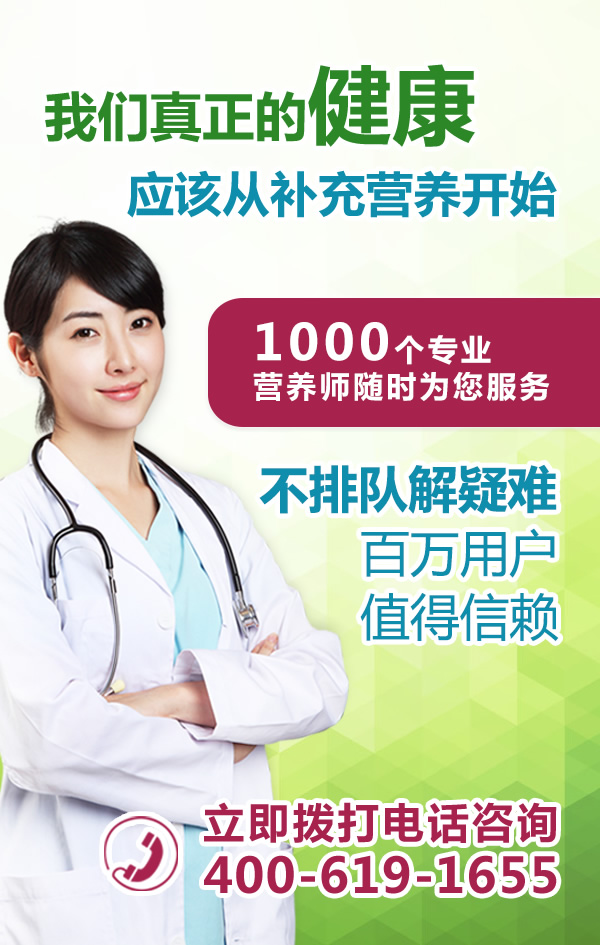 我们真正的健康
应该从补充营养开始
1000个专业
营养师随时为您服务
不排队解疑难
百万用户
值得信赖
立即拨打电话咨询
400-619-1655